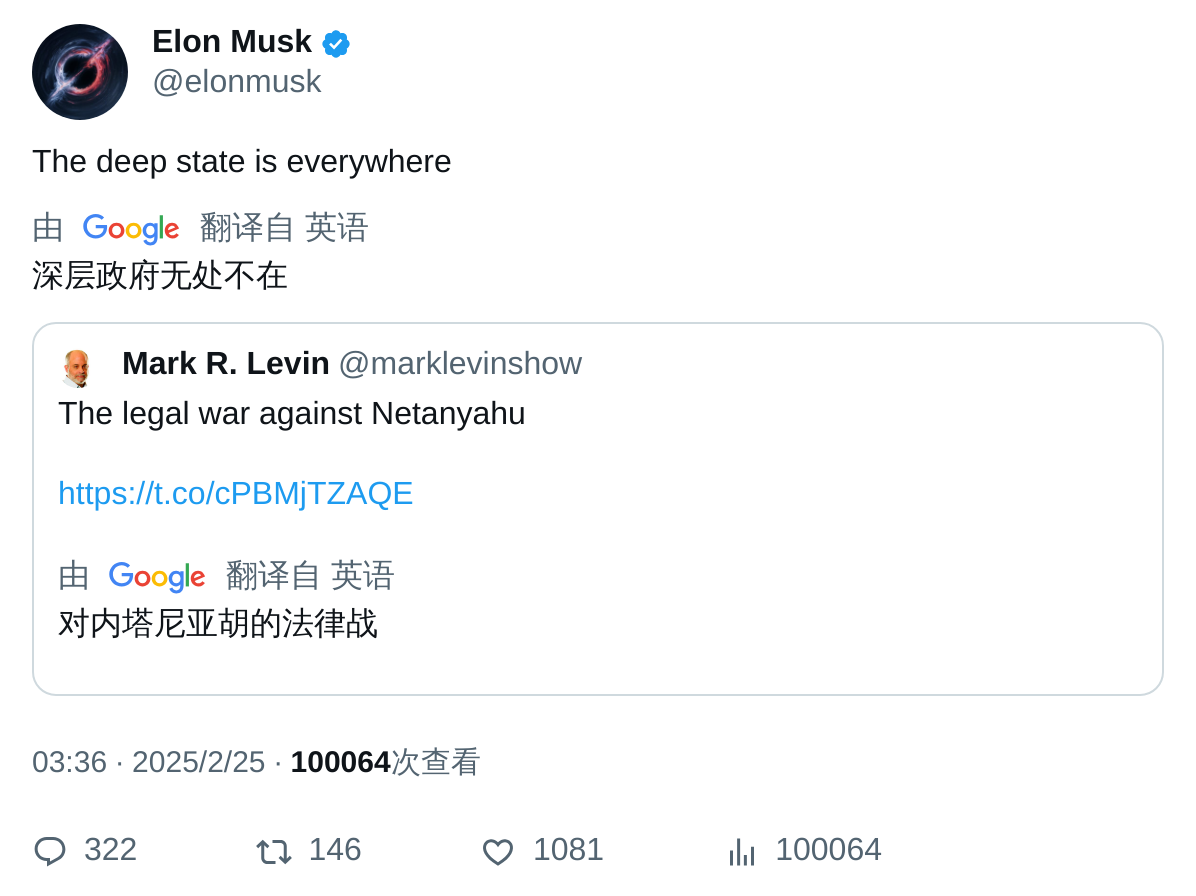 Elon Musk
@elonmusk
The deep state is everywhere
由 Google 翻译自 英语
深层政府无处不在
Mark R. Levin @marklevinshow
The legal war against Netanyahu
https://t.co/cPBMjTZAQE
由 Google 翻译自 英语
对内塔尼亚胡的法律战
03:36 · 2025/2/25 · 100064次查看
322 146 1081 100064